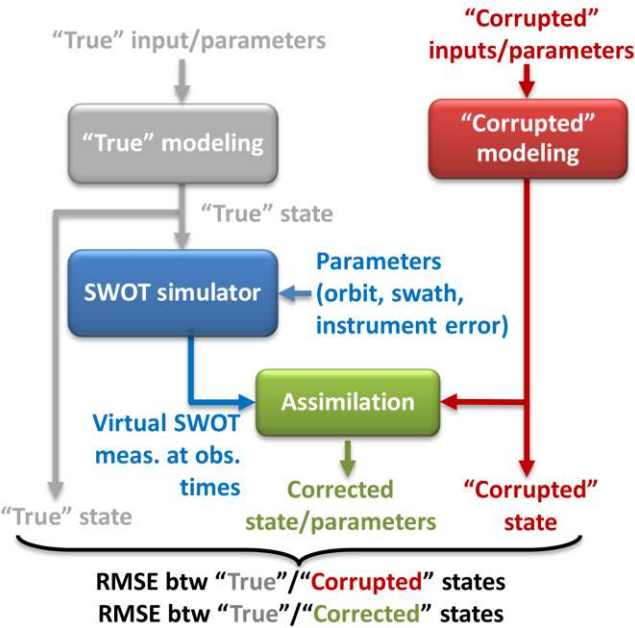 “True” input/parameters
“Corrupted”
inputs/parameters
“True” modeling
“Corrupted”
modeling
“True” state
SWOT simulator
Parameters
(orbit, swath,
instrument error)
Assimilation
Virtual SWOT
meas. at obs.
times
“True” state
Corrected
state/parameters
“Corrupted”
state
RMSE btw “True”/“Corrupted” states
RMSE btw “True”/“Corrected” states